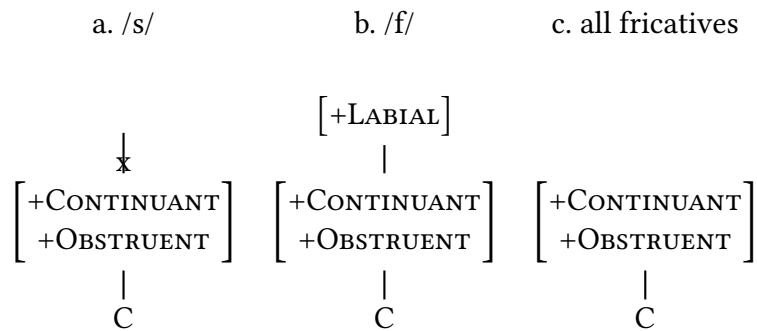 a. /s/ b. /f/ c. all fricatives
[+LABIAL]
x
[+CONTINUANT [+CONTINUANT [+CONTINUANT
+OBSTRUENT] +OBSTRUENT] +OBSTRUENT]
C C C